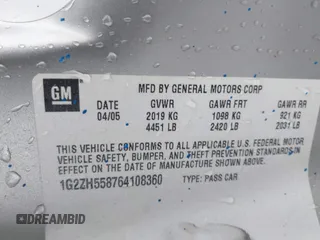 GM
MFD BY GENERAL MOTORS CORP
DATE GVWR GAWR FRT GAWR RR
04/05 2019 KG 1098 KG 921 KG
4451 LB 2420 LB 2031 LB
THIS VEHICLE CONFORMS TO ALL APPLICABLE U.S. FEDERAL MOTOR
VEHICLE SAFETY, BUMPER, AND THEFT PREVENTION STANDARDS
IN EFFECT ON THE DATE OF MANUFACTURE SHOWN ABOVE.
1G2ZH558764108360 TYPE: PASS CAR
DREAMBID